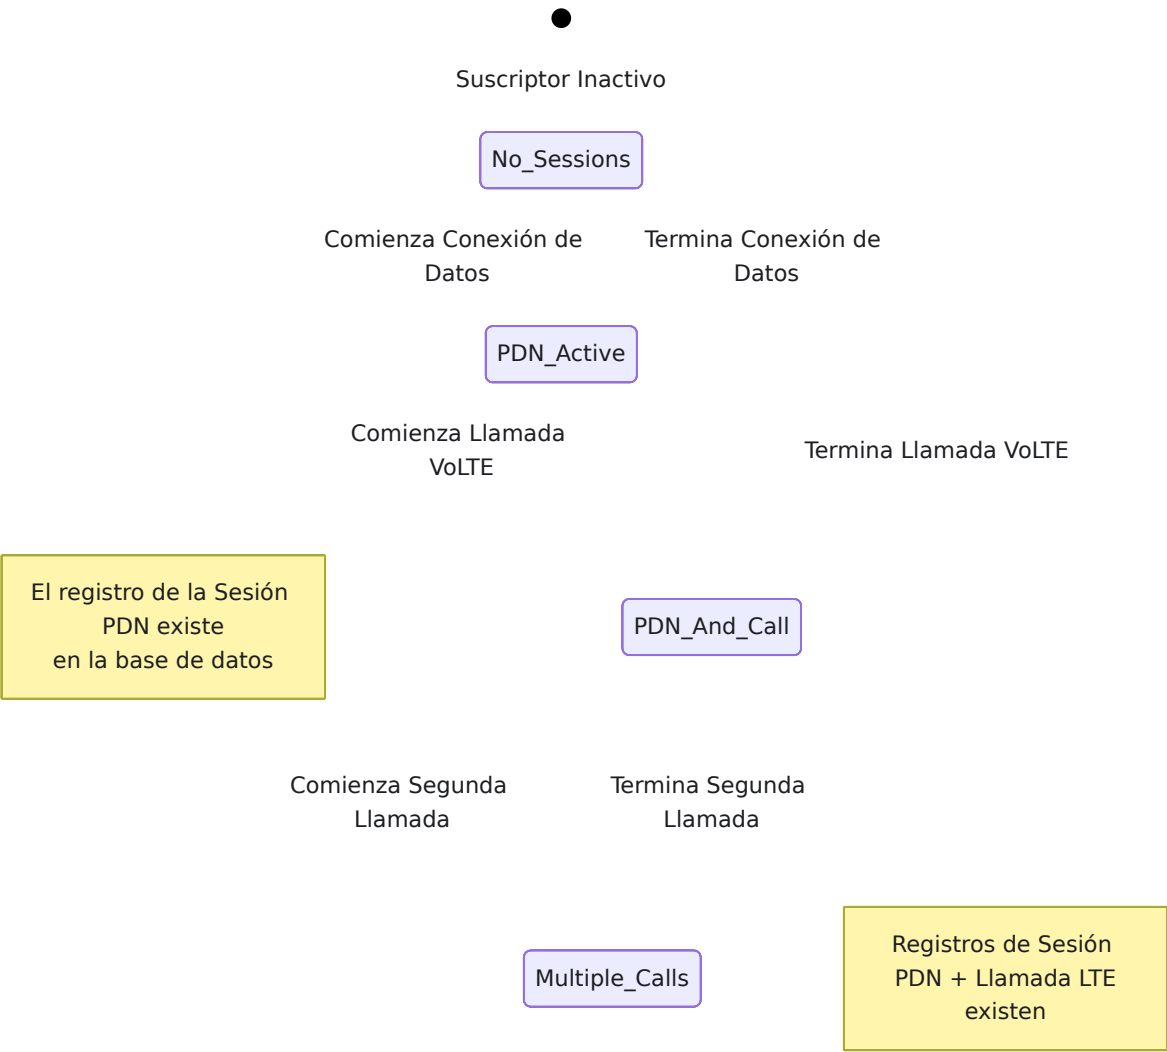 Suscriptor Inactivo
No_Sessions
Comienza Conexión de
Datos
Termina Conexión de
Datos
PDN_Active
Comienza Llamada
VoLTE
Termina Llamada VoLTE
El registro de la Sesión
PDN existe
en la base de datos
PDN_And_Call
Comienza Segunda
Llamada
Termina Segunda
Llamada
Multiple_Calls
Registros de Sesión
PDN + Llamada LTE
existen